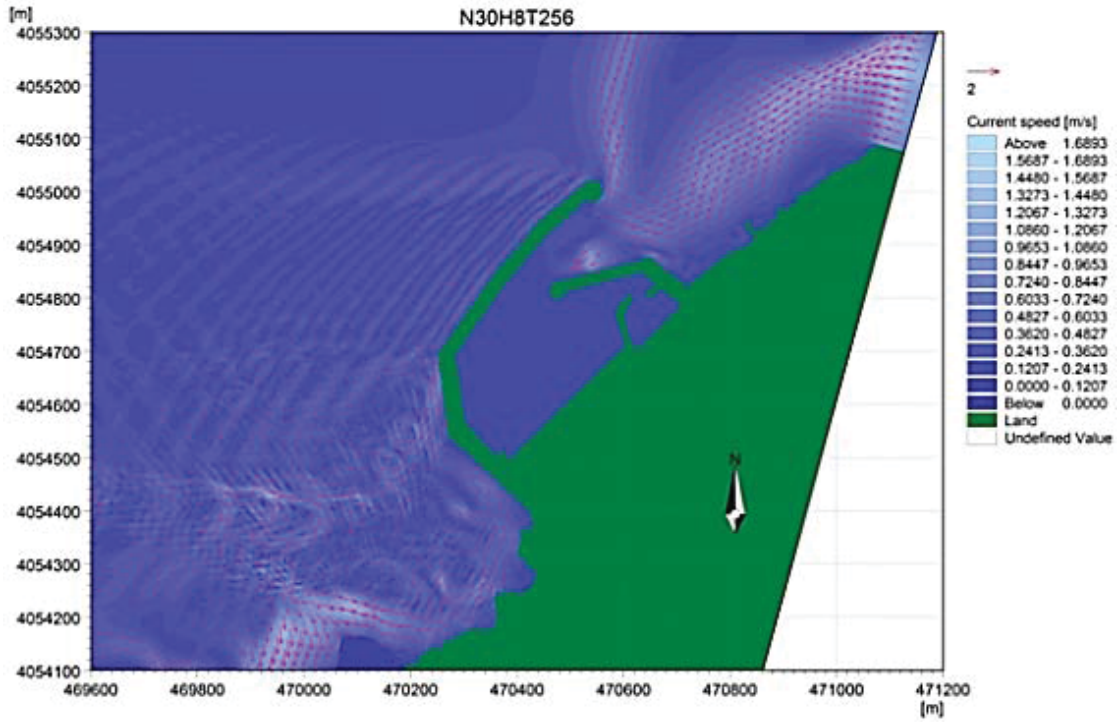 N30H8T256
[m]
4055300
4055200
4055100
4055000
4054900
4054800
4054700
4054600
4054500
4054400
4054300
4054200
4054100
469600 469800 470000 470200 470400 470600 470800 471000 471200
[m]
N
2
Current speed [m/s]
Above 1.6893
1.5687 - 1.6893
1.4480 - 1.5687
1.3273 - 1.4480
1.2067 - 1.3273
1.0860 - 1.2067
0.9653 - 1.0860
0.8447 - 0.9653
0.7240 - 0.8447
0.6033 - 0.7240
0.4827 - 0.6033
0.3620 - 0.4827
0.2413 - 0.3620
0.1207 - 0.2413
0.0000 - 0.1207
Below 0.0000
Land
Undefined Value